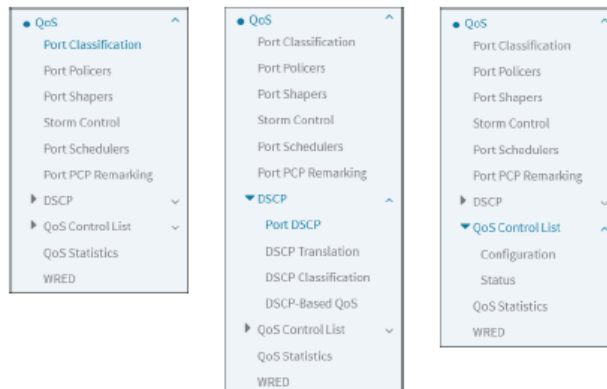 QoS
Port Classification
Port Policers
Port Shapers
Storm Control
Port Schedulers
Port PCP Remarking
DSCP
QoS Control List
QoS Statistics
WRED
QoS
Port Classification
Port Policers
Port Shapers
Storm Control
Port Schedulers
Port PCP Remarking
DSCP
Port DSCP
DSCP Translation
DSCP Classification
DSCP-Based QoS
QoS Control List
QoS Statistics
WRED
QoS
Port Classification
Port Policers
Port Shapers
Storm Control
Port Schedulers
Port PCP Remarking
DSCP
QoS Control List
Configuration
Status
QoS Statistics
WRED